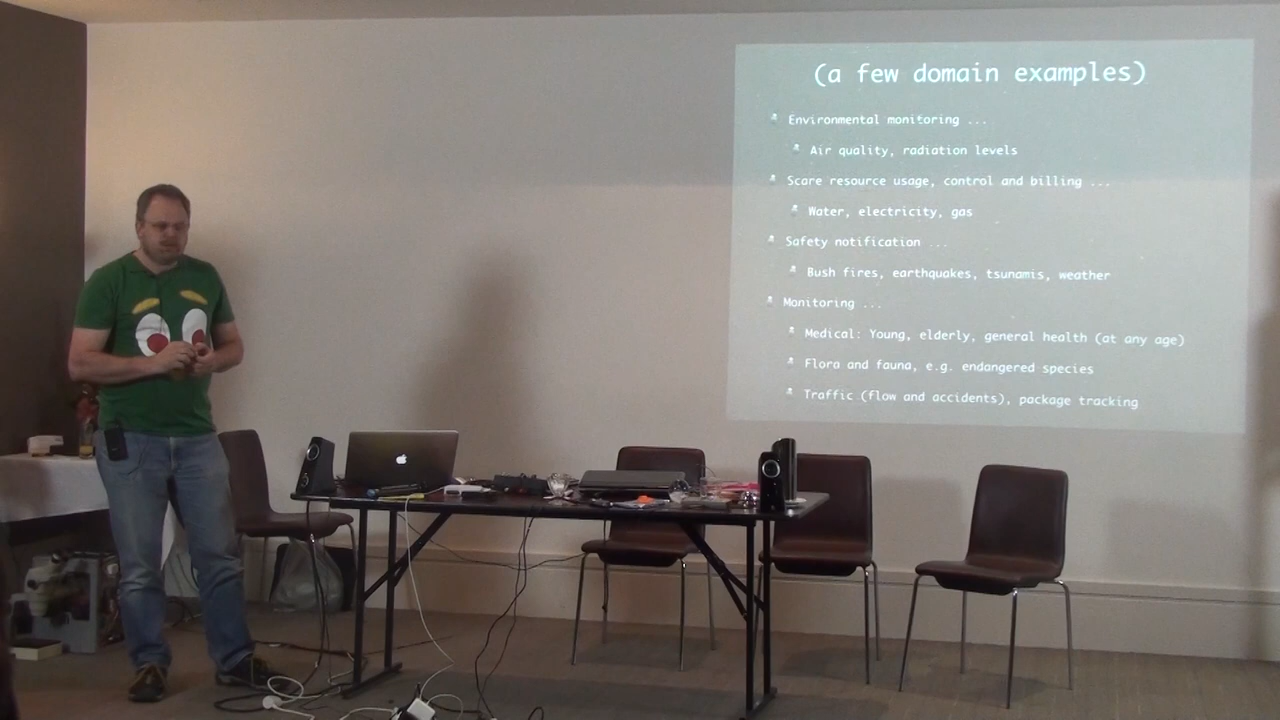 (a few domain examples)
Environmental monitoring ...
Air quality, radiation levels
Scare resource usage, control and billing ...
Water, electricity, gas
Safety notification ...
Bush fires, earthquakes, tsunamis, weather
Monitoring ...
Medical: Young, elderly, general health (at any age)
Flora and fauna, e.g. endangered species
Traffic (flow and accidents), package tracking